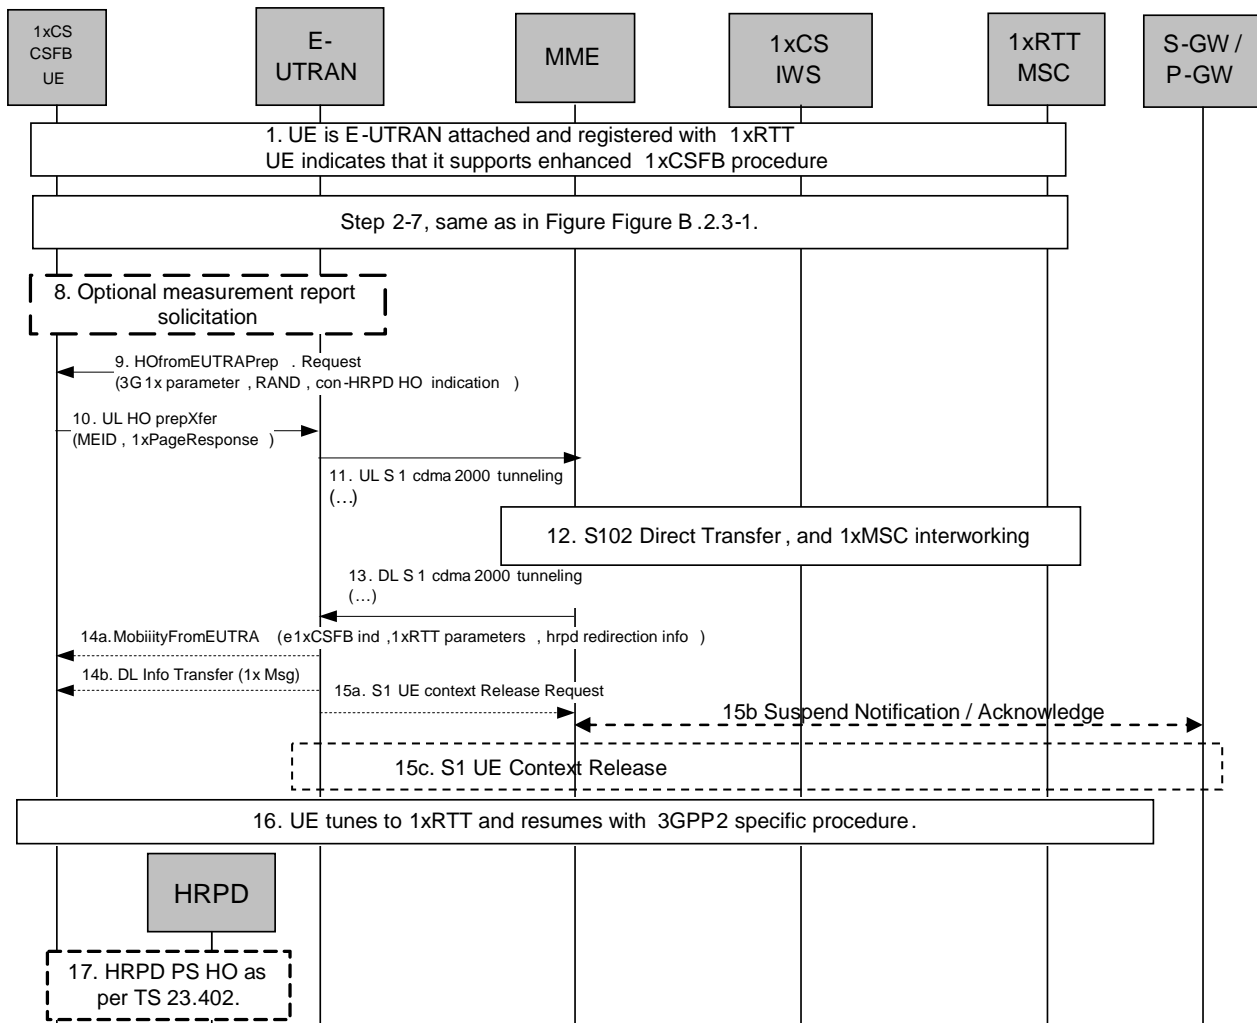 1xCS
CSFB
UE
E-
UTRAN
MME
1xCS
IWS
1xRTT
MSC
S-GW /
P-GW
1. UE is E-UTRAN attached and registered with 1xRTT
UE indicates that it supports enhanced 1xCSFB procedure
Step 2-7, same as in Figure Figure B.2.3-1.
8. Optional measurement report
solicitation
9. HOfromEUTRAPrep . Request
(3G1x parameter , RAND , con-HRPD HO indication )
10. UL HO prepXfer
(MEID , 1xPageResponse )
11. UL S1 cdma2000 tunneling
(...)
12. S102 Direct Transfer , and 1xMSC interworking
13. DL S1 cdma2000 tunneling
(...)
14a.MobiiityFromEUTRA (e1xCSFB ind ,1xRTT parameters , hrpd redirection info )
14b. DL Info Transfer (1x Msg)
15a. S1 UE context Release Request
15b Suspend Notification / Acknowledge
15c. S1 UE Context Release
16. UE tunes to 1xRTT and resumes with 3GPP2 specific procedure.
HRPD
17. HRPD PS HO as
per TS 23.402.